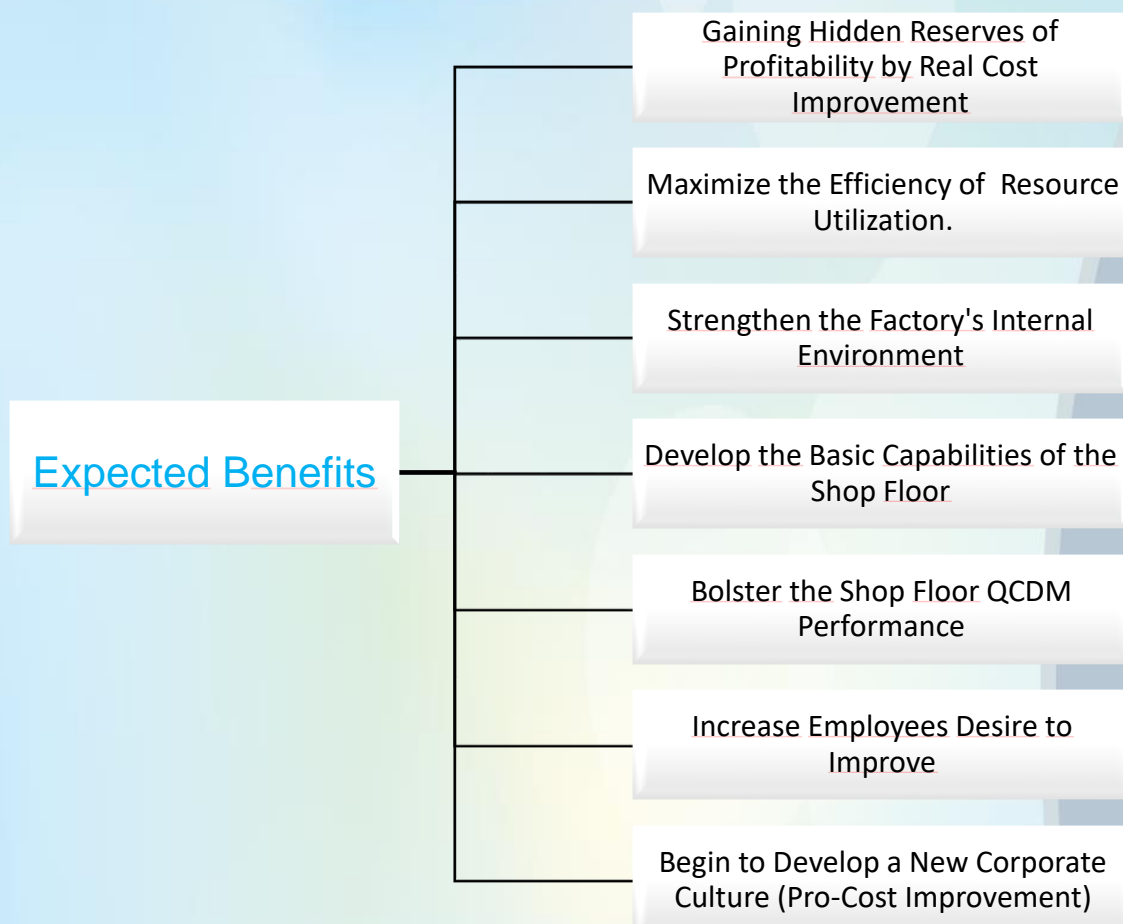 Gaining Hidden Reserves of
Profitability by Real Cost
Improvement
Maximize the Efficiency of  Resource
Utilization.
Strengthen the Factory's Internal
Environment
Expected Benefits
Develop the Basic Capabilities of the
Shop Floor
Bolster the Shop Floor QCDM
Performance
Increase Employees Desire to
Improve
Begin to Develop a New Corporate
Culture (Pro-Cost Improvement)